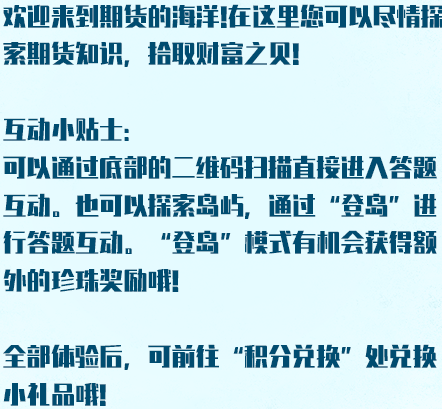 欢迎来到期货的海洋!在这里您可以尽情探
索期货知识，拾取财富之贝!
互动小贴士:
可以通过底部的二维码扫描直接进入答题
互动。也可以探索岛屿，通过“登岛”进
行答题互动。“登岛”模式有机会获得额
外的珍珠奖励哦!
全部体验后，可前往“积分兑换”处兑换
小礼品哦!